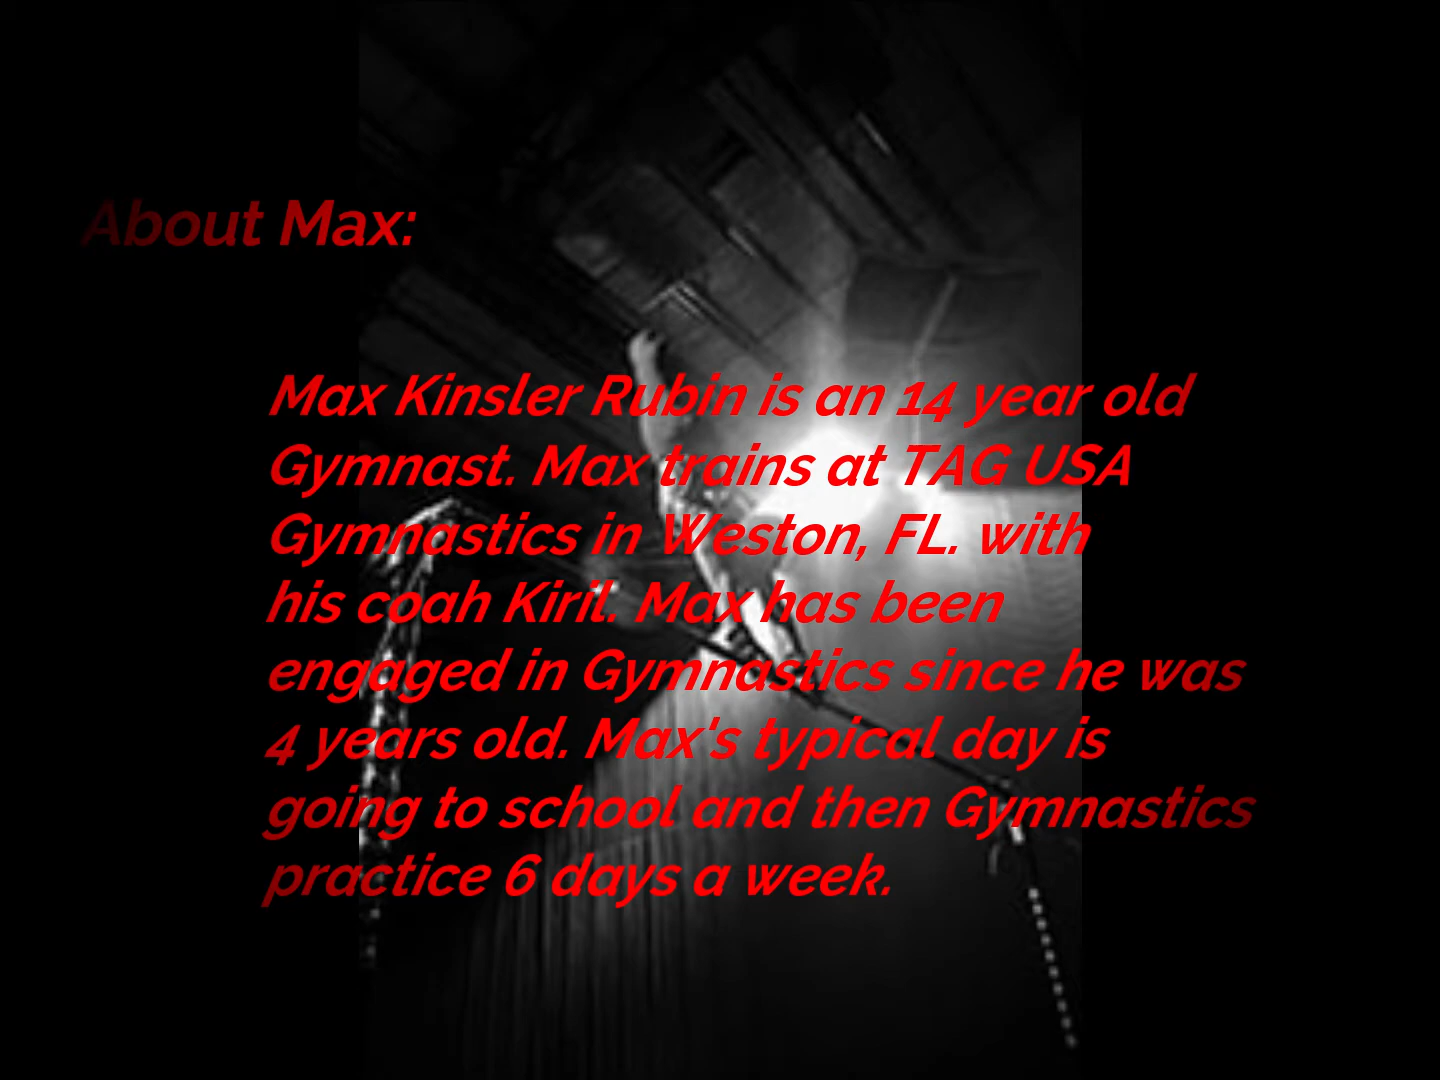 About Max:
Max Kinsler Rubin is an 14 year old
Gymnast. Max trains at TAG USA
Gymnastics in Weston, FL. with
his coah Kiril. Max has been
engaged in Gymnastics since he was
4 years old. Max's typical day is
going to school and then Gymnastics
practice 6 days a week.